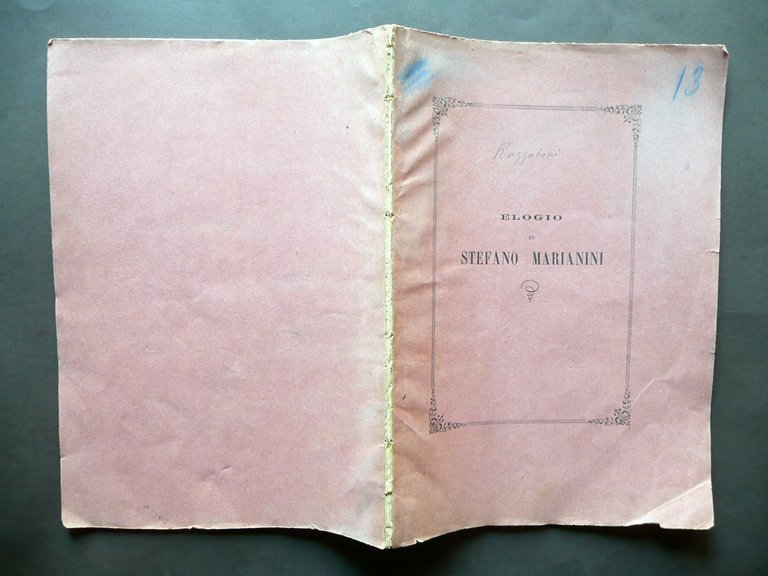 13
Razzaboni
ELOGIO
DI
STEFANO MARIANINI